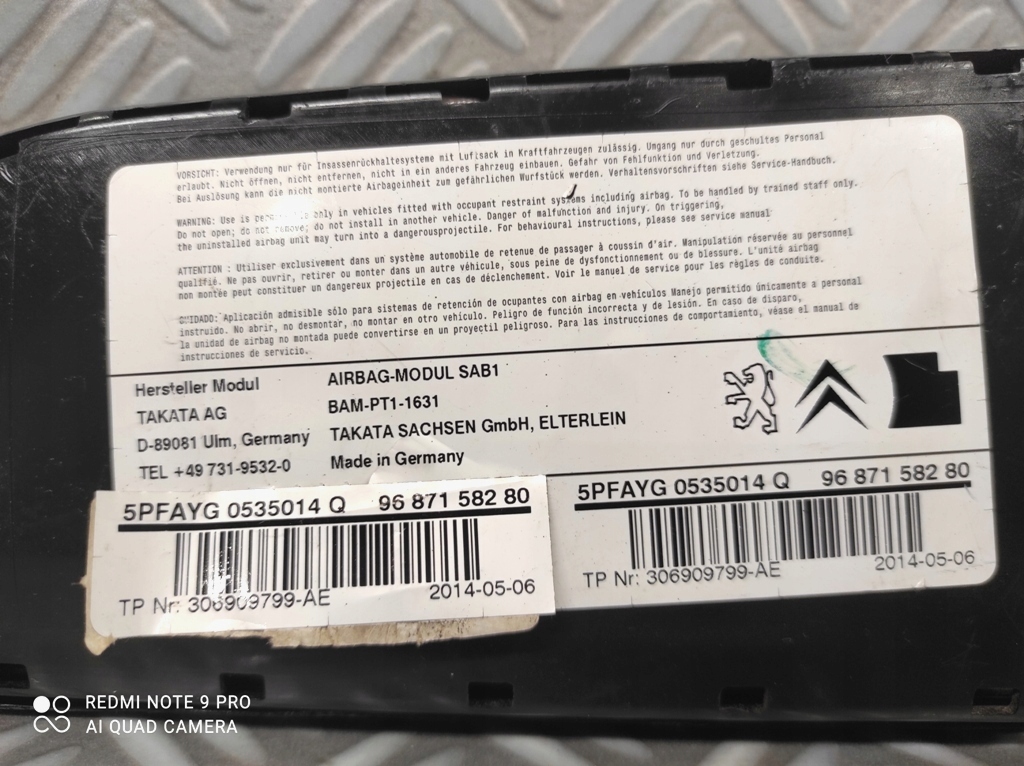 VORSICHT: Verwendung nur für Insassenrückhaltesysteme mit Luftsack in Kraftfahrzeugen zulässig. Umgang nur durch geschultes Personal
erlaubt. Nicht öffnen, nicht entfernen, nicht in ein anderes Fahrzeug einbauen. Gefahr von Fehlfunktion und Verletzung.
Bei Auslösung kann die nicht montierte Airbageinheit zum gefährlichen Wurfstück werden. Verhaltensvorschriften siehe Service-Handbuch.
WARNING: Use is only in vehicles fitted with occupant restraint systems including airbag. To be handled by trained staff only.
Do not open; do not remove; do not install in another vehicle. Danger of malfunction and injury. On triggering,
the uninstalled airbag unit may turn into a dangerousprojectile. For behavioural instructions, please see service manual
ATTENTION : Utiliser exclusivement dans un système automobile de retenue de passager à coussin d'air. Manipulation réservée au personnel
qualifié. Ne pas ouvrir, retirer ou monter dans un autre véhicule, sous peine de dysfonctionnement ou de blessure. L'unité airbag
non montée peut constituer un dangereux projectile en cas de déclenchement. Voir le manuel de service pour les règles de conduite.
CUIDADO: Aplicación admisible sólo para sistemas de retención de ocupantes con airbag en vehículos Manejo permitido únicamente a personal
instruido. No abrir, no desmontar, no montar en otro vehículo. Peligro de función incorrecta y de lesión. En caso de disparo,
la unidad de airbag no montada puede convertirse en un proyectil peligroso. Para las instrucciones de comportamiento, véase el manual de
instrucciones de servicio.
Hersteller Modul
TAKATA AG
D-89081 Ulm, Germany
TEL +49 731-9532-0
AIRBAG-MODUL SAB1
BAM-PT1-1631
TAKATA SACHSEN GmbH, ELTERLEIN
Made in Germany
5PFAYG 0535014 Q 96 871 582 80
TP Nr: 306909799-AE 2014-05-06
5PFAYG 0535014 Q 96 871 582 80
TP Nr: 306909799-AE 2014-05-06
REDMI NOTE 9 PRO
AI QUAD CAMERA